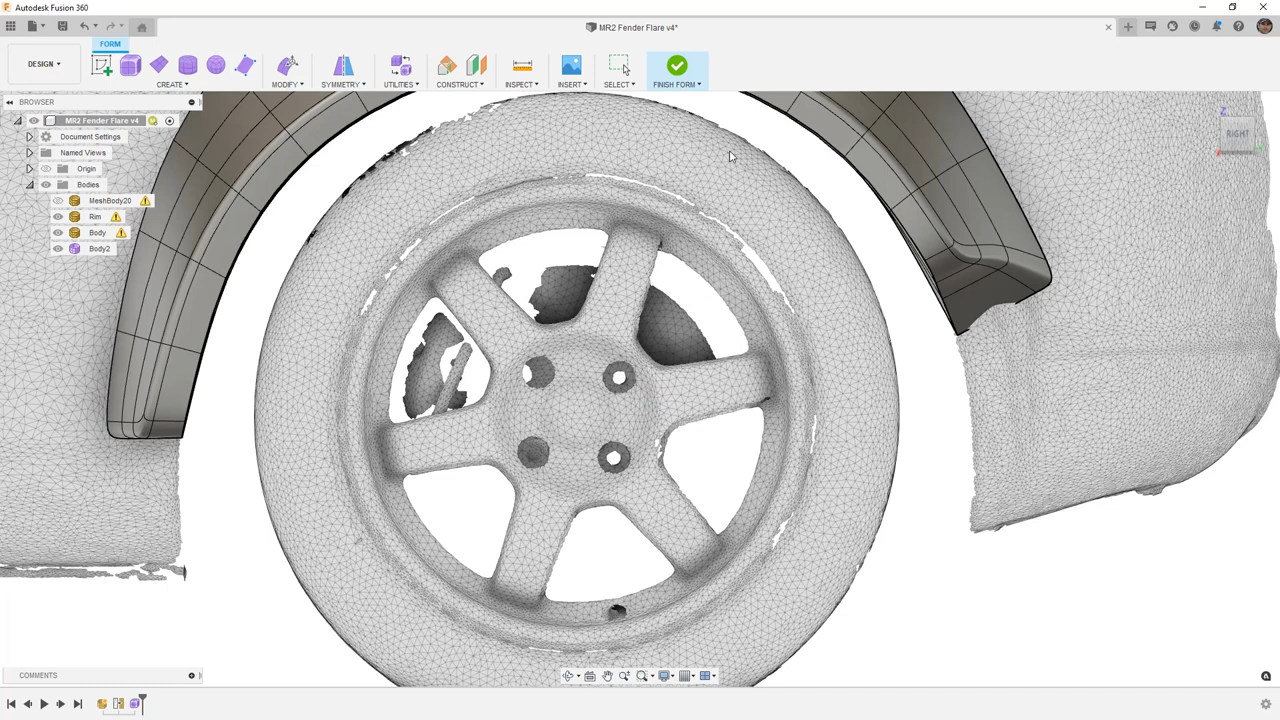 Autodesk Fusion 360
MR2 Fender Flare v4*
FORM
DESIGN
CREATE
MODIFY
SYMMETRY
UTILITIES
CONSTRUCT
INSPECT
INSERT
SELECT
FINISH FORM
BROWSER
MR2 Fender Flare v4
Document Settings
Named Views
Origin
Bodies
MeshBody20
Rim
Body
Body2
Z
RIGHT
COMMENTS